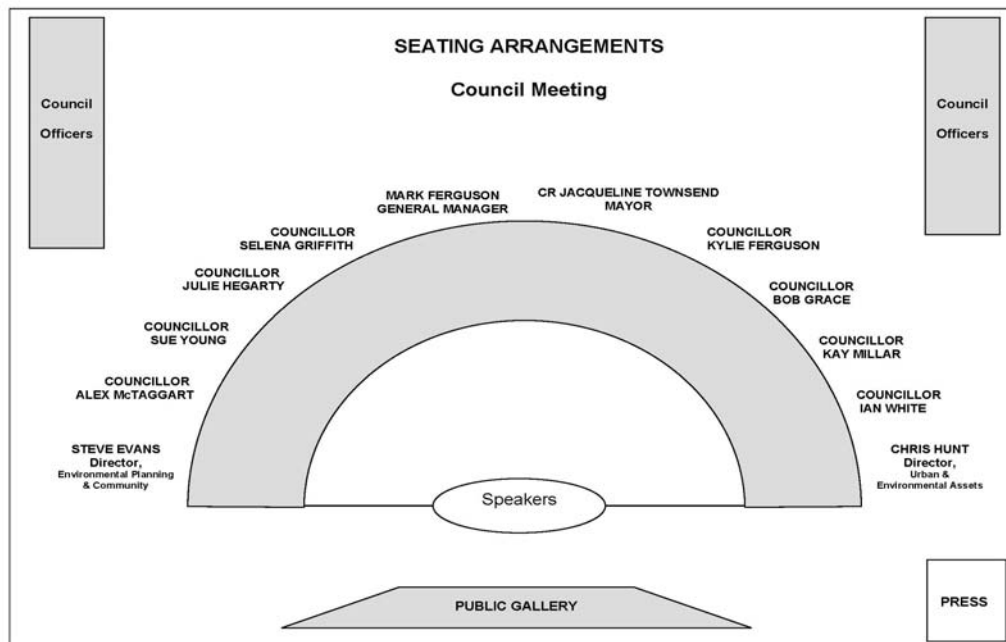 SEATING ARRANGEMENTS
Council Meeting
Council
Officers
Council
Officers
MARK FERGUSON
GENERAL MANAGER
CR JACQUELINE TOWNSEND
MAYOR
COUNCILLOR
SELENA GRIFFITH
COUNCILLOR
KYLIE FERGUSON
COUNCILLOR
JULIE HEGARTY
COUNCILLOR
BOB GRACE
COUNCILLOR
SUE YOUNG
COUNCILLOR
KAY MILLAR
COUNCILLOR
ALEX McTAGGART
COUNCILLOR
IAN WHITE
STEVE EVANS
Director,
Environmental Planning
& Community
CHRIS HUNT
Director,
Urban &
Environmental Assets
Speakers
PUBLIC GALLERY
PRESS